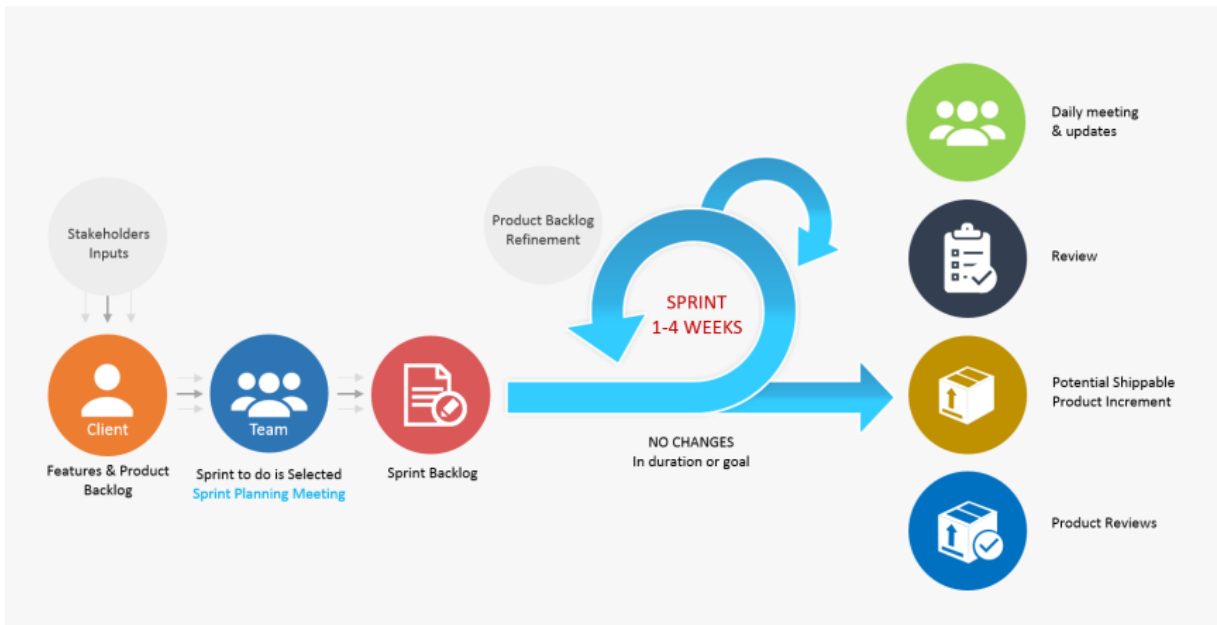 Stakeholders
Inputs
Client
Features & Product
Backlog
Team
Sprint to do is Selected
Sprint Planning Meeting
Sprint Backlog
Product Backlog
Refinement
SPRINT
1-4 WEEKS
NO CHANGES
In duration or goal
Daily meeting
& updates
Review
Potential Shippable
Product Increment
Product Reviews